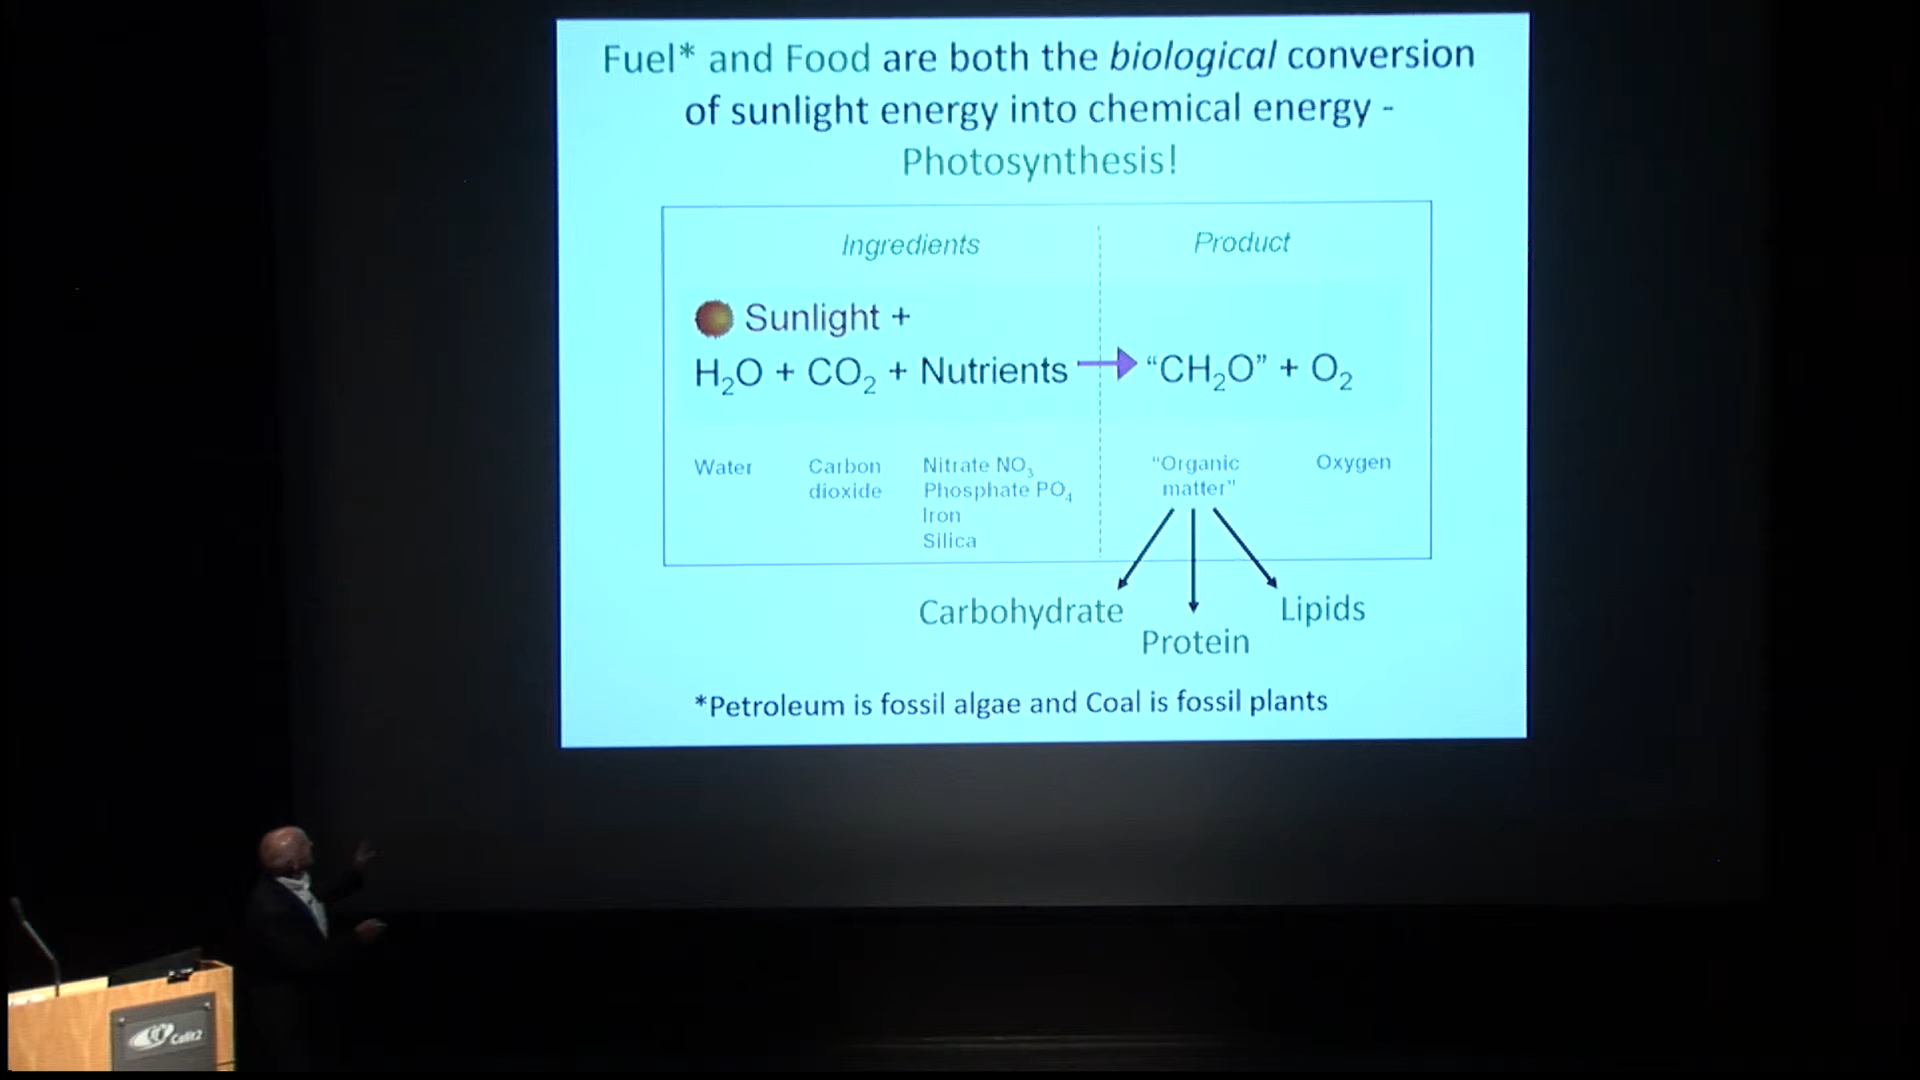 Fuel* and Food are both the biological conversion
of sunlight energy into chemical energy -
Photosynthesis!
Ingredients
Product
Sunlight +
H₂O + CO₂ + Nutrients
“CH₂O” + O₂
Water
Carbon
dioxide
Nitrate NO₃
Phosphate PO₄
Iron
Silica
“Organic
matter”
Oxygen
Carbohydrate
Protein
Lipids
*Petroleum is fossil algae and Coal is fossil plants
Calit2